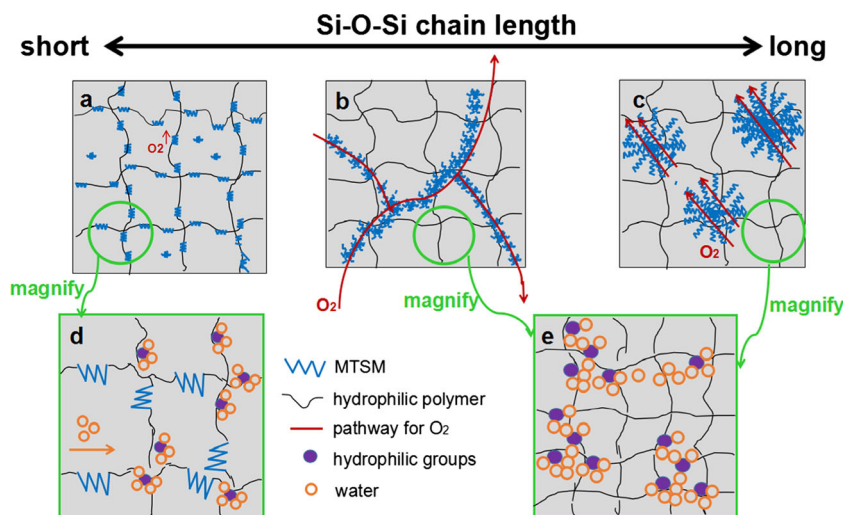 Si-O-Si chain length
short
long
a
O2
b
O2
c
O2
magnify
magnify
magnify
d
MTSM
hydrophilic polymer
pathway for O2
hydrophilic groups
water
e